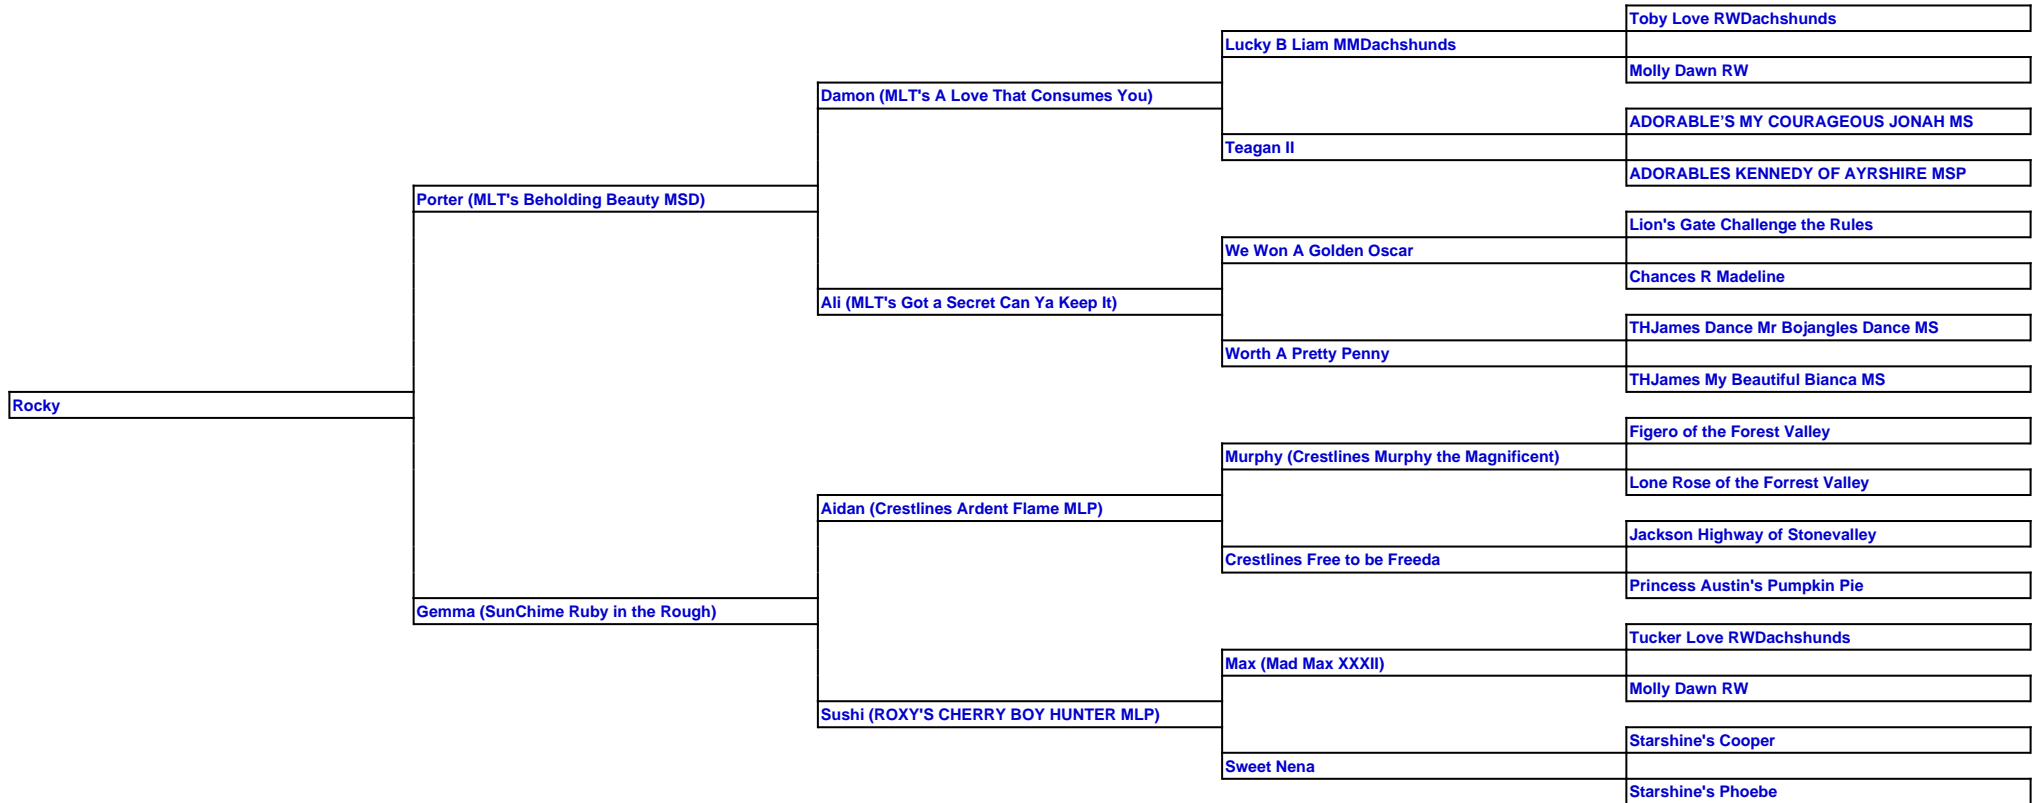 Toby Love RWDachshunds
Lucky B Liam MMDachshunds
Molly Dawn RW
Damon (MLT's A Love That Consumes You)
ADORABLE’S MY COURAGEOUS JONAH MS
Teagan II
ADORABLES KENNEDY OF AYRSHIRE MSP
Porter (MLT's Beholding Beauty MSD)
Lion's Gate Challenge the Rules
We Won A Golden Oscar
Chances R Madeline
Ali (MLT's Got a Secret Can Ya Keep It)
THJames Dance Mr Bojangles Dance MS
Worth A Pretty Penny
THJames My Beautiful Bianca MS
Rocky
Figero of the Forest Valley
Murphy (Crestlines Murphy the Magnificent)
Lone Rose of the Forrest Valley
Aidan (Crestlines Ardent Flame MLP)
Jackson Highway of Stonevalley
Crestlines Free to be Freeda
Princess Austin's Pumpkin Pie
Gemma (SunChime Ruby in the Rough)
Tucker Love RWDachshunds
Max (Mad Max XXXII)
Molly Dawn RW
Sushi (ROXY'S CHERRY BOY HUNTER MLP)
Starshine's Cooper
Sweet Nena
Starshine's Phoebe